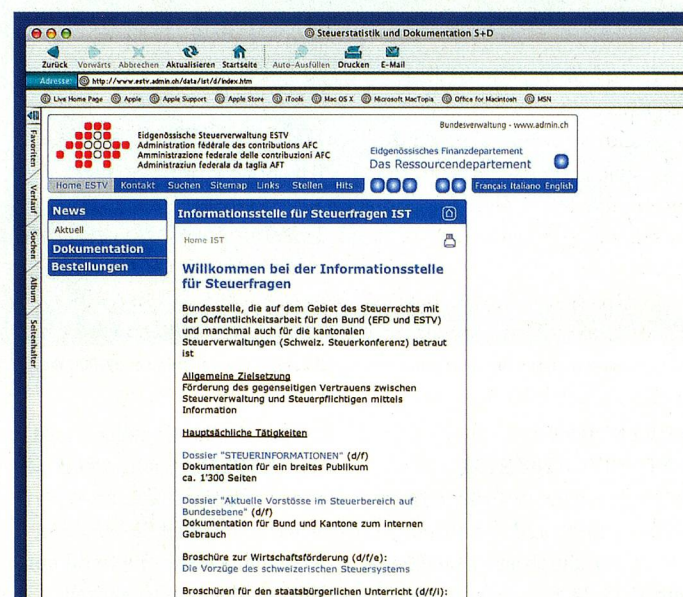 Steuerstatistik und Dokumentation S+D
Zurück Vorwärts Abbrechen Aktualisieren Startseite Auto-Ausfüllen Drucken E-Mail
Adresse: http://www.estv.admin.ch/data/ist/d/index.htm
Live Home Page Apple Apple Support Apple Store iTools Mac OS X Microsoft MacTopia Office for Macintosh MSN
Favoriten
Verlauf
Suchen
Album
Seitenhalter
Eidgenössische Steuerverwaltung ESTV
Administration fédérale des contributions AFC
Amministrazione federale delle contribuzioni AFC
Administraziun federala da taglia AFT
Bundesverwaltung - www.admin.ch
Eidgenössisches Finanzdepartement
Das Ressourcendepartement
Home ESTV Kontakt Suchen Sitemap Links Stellen Hits Français Italiano English
News
Aktuell
Dokumentation
Bestellungen
Informationsstelle für Steuerfragen IST
Home IST
Willkommen bei der Informationsstelle
für Steuerfragen
Bundesstelle, die auf dem Gebiet des Steuerrechts mit
der Oeffentlichkeitsarbeit für den Bund (EFD und ESTV)
und manchmal auch für die kantonalen
Steuerverwaltungen (Schweiz. Steuerkonferenz) betraut
ist
Allgemeine Zielsetzung
Förderung des gegenseitigen Vertrauens zwischen
Steuerverwaltung und Steuerpflichtigen mittels
Information
Hauptsächliche Tätigkeiten
Dossier "STEUERINFORMATIONEN" (d/f)
Dokumentation für ein breites Publikum
ca. 1'300 Seiten
Dossier "Aktuelle Vorstösse im Steuerbereich auf
Bundesebene" (d/f)
Dokumentation für Bund und Kantone zum internen
Gebrauch
Broschüre zur Wirtschaftsförderung (d/f/e):
Die Vorzüge des schweizerischen Steuersystems
Broschüren für den staatsbürgerlichen Unterricht (d/f/i):